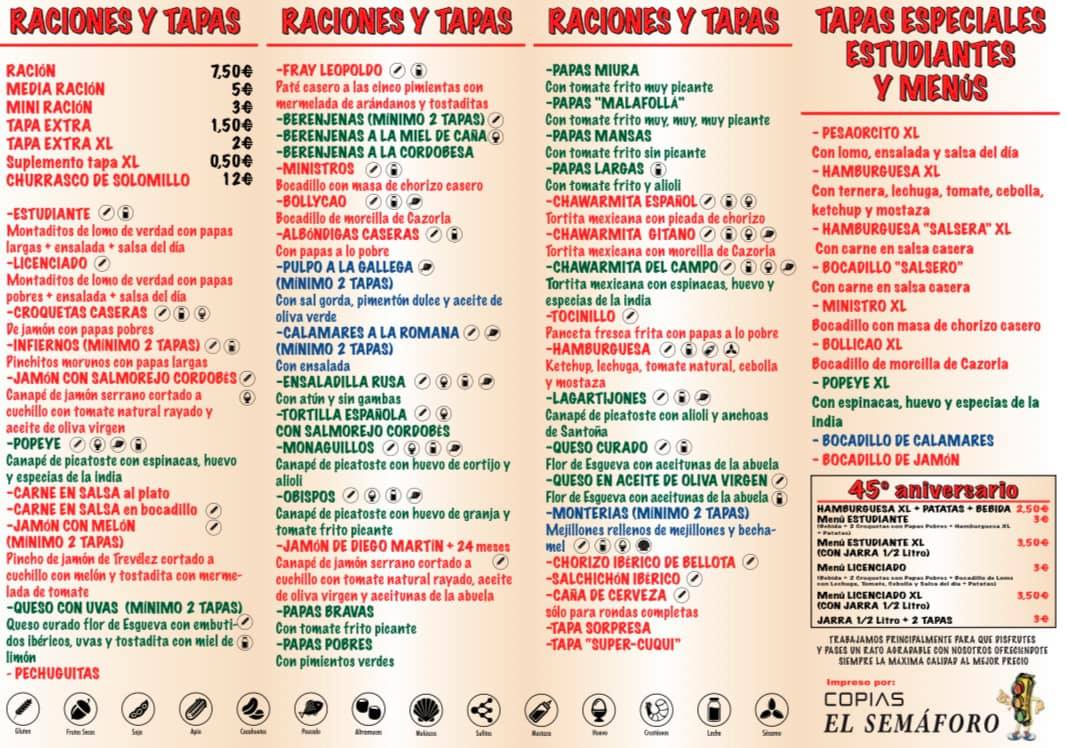 RACIONES Y TAPAS
RACIÓN 7,50€
MEDIA RACIÓN 5€
MINI RACIÓN 3€
TAPA EXTRA 1,50€
TAPA EXTRA XL 2€
Suplemento tapa XL 0,50€
CHURRASCO DE SOLOMILLO 12€
-ESTUDIANTE
Montaditos de lomo de verdad con papas
largas + ensalada + salsa del día
-LICENCIADO
Montaditos de lomo de verdad con papas
pobres + ensalada + salsa del día
-CROQUETAS CASERAS
De jamón con papas pobres
-INFIERNOS (MÍNIMO 2 TAPAS)
Pinchitos morunos con papas largas
-JAMÓN CON SALMOREJO CORDOBÉS
Canapé de jamón serrano cortado a
cuchillo con tomate natural rayado y
aceite de oliva virgen
-POPEYE
Canapé de picatoste con espinacas, huevo
y especias de la india
-CARNE EN SALSA al plato
-CARNE EN SALSA en bocadillo
-JAMÓN CON MELÓN
(MÍNIMO 2 TAPAS)
Pincho de jamón de Trevélez cortado a
cuchillo con melón y tostadita con merme-
lada de tomate
-QUESO CON UVAS (MÍNIMO 2 TAPAS)
Queso curado flor de Esgueva con embuti-
dos ibéricos, uvas y tostadita con miel de
limón
- PECHUGUITAS
RACIONES Y TAPAS
-FRAY LEOPOLDO
Paté casero a las cinco pimientas con
mermelada de arándanos y tostaditas
-BERENJENAS (MÍNIMO 2 TAPAS)
-BERENJENAS A LA MIEL DE CAÑA
-BERENJENAS A LA CORDOBESA
-MINISTROS
Bocadillo con masa de chorizo casero
-BOLLYCAO
Bocadillo de morcilla de Cazorla
-ALBÓNDIGAS CASERAS
Con papas a lo pobre
-PULPO A LA GALLEGA
(MÍNIMO 2 TAPAS)
Con sal gorda, pimentón dulce y aceite de
oliva verde
-CALAMARES A LA ROMANA
(MÍNIMO 2 TAPAS)
Con ensalada
-ENSALADILLA RUSA
Con atún y sin gambas
-TORTILLA ESPAÑOLA
CON SALMOREJO CORDOBÉS
-MONAGUILLOS
Canapé de picatoste con huevo de cortijo y
alioli
-OBISPOS
Canapé de picatoste con huevo de granja y
tomate frito picante
-JAMÓN DE DIEGO MARTÍN + 24 meses
Canapé de jamón serrano cortado a
cuchillo con tomate natural rayado, aceite
de oliva virgen y aceitunas de la abuela
-PAPAS BRAVAS
Con tomate frito picante
-PAPAS POBRES
Con pimientos verdes
RACIONES Y TAPAS
-PAPAS MIURA
Con tomate frito muy picante
-PAPAS "MALAFOLLÁ"
Con tomate frito muy, muy, muy picante
-PAPAS MANSAS
Con tomate frito sin picante
-PAPAS LARGAS
Con tomate frito y alioli
-CHAWARMITA ESPAÑOL
Tortita mexicana con picada de chorizo
-CHAWARMITA GITANO
Tortita mexicana con morcilla de Cazorla
-CHAWARMITA DEL CAMPO
Tortita mexicana con espinacas, huevo y
especias de la india
-TOCINILLO
Panceta fresca frita con papas a lo pobre
-HAMBURGUESA
Ketchup, lechuga, tomate natural, cebolla
y mostaza
-LAGARTIJONES
Canapé de picatoste con alioli y anchoas
de Santoña
-QUESO CURADO
Flor de Esgueva con aceitunas de la abuela
-QUESO EN ACEITE DE OLIVA VIRGEN
Flor de Esgueva con aceitunas de la abuela
-MONTERIAS (MÍNIMO 2 TAPAS)
Mejillones rellenos de mejillones y becha-
mel
-CHORIZO IBÉRICO DE BELLOTA
-SALCHICHÓN IBÉRICO
-CAÑA DE CERVEZA
sólo para rondas completas
-TAPA SORPRESA
-TAPA "SUPER-CUQUI"
TAPAS ESPECIALES
ESTUDIANTES
Y MENÚS
- PESAORCITO XL
Con lomo, ensalada y salsa del día
- HAMBURGUESA XL
Con ternera, lechuga, tomate, cebolla,
ketchup y mostaza
- HAMBURGUESA "SALSERA" XL
Con carne en salsa casera
- BOCADILLO "SALSERO"
Con carne en salsa casera
- MINISTRO XL
Bocadillo con masa de chorizo casero
- BOLLICAO XL
Bocadillo de morcilla de Cazorla
- POPEYE XL
Con espinacas, huevo y especias de la
india
- BOCADILLO DE CALAMARES
- BOCADILLO DE JAMÓN
45º aniversario
HAMBURGUESA XL + PATATAS + BEBIDA 2,50€
Menú ESTUDIANTE 3€
(Bebida + 2 Croquetas con Papas Pobres + Hamburguesa XL
+ Patatas)
Menú ESTUDIANTE XL 3,50€
(CON JARRA 1/2 Litro)
Menú LICENCIADO 3€
(Bebida + 2 Croquetas con Papas Pobres + Bocadillo de Lomo
con Lechuga, Tomate, Cebolla y Salsa del día + Patatas)
Menú LICENCIADO XL 3,50€
(CON JARRA 1/2 Litro)
JARRA 1/2 Litro + 2 TAPAS 3€
TRABAJAMOS PRINCIPALMENTE PARA QUE DISFRUTES
Y PASES UN RATO AGRADABLE CON NOSOTROS OFRECIÉNDOTE
SIEMPRE LA MÁXIMA CALIDAD AL MEJOR PRECIO
Impreso por:
COPIAS
EL SEMÁFORO
Gluten Frutos Secos Soja Apio Cacahuetes Pescado Altramuces Moluscos Sulfitos Mostaza Huevo Crustáceos Leche Sésamo